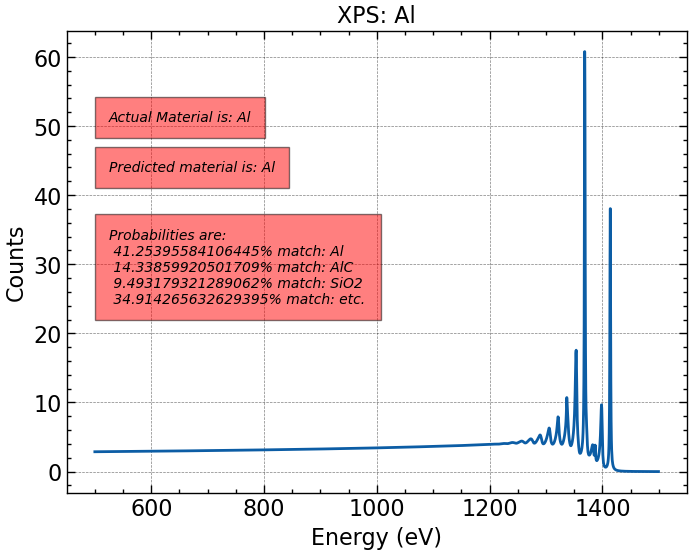 XPS: Al
60
50
40
30
20
10
0
Counts
Actual Material is: Al
Predicted material is: Al
Probabilities are:
41.25395584106445% match: Al
14.33859920501709% match: AlC
9.493179321289062% match: SiO2
34.914265632629395% match: etc.
600 800 1000 1200 1400
Energy (eV)